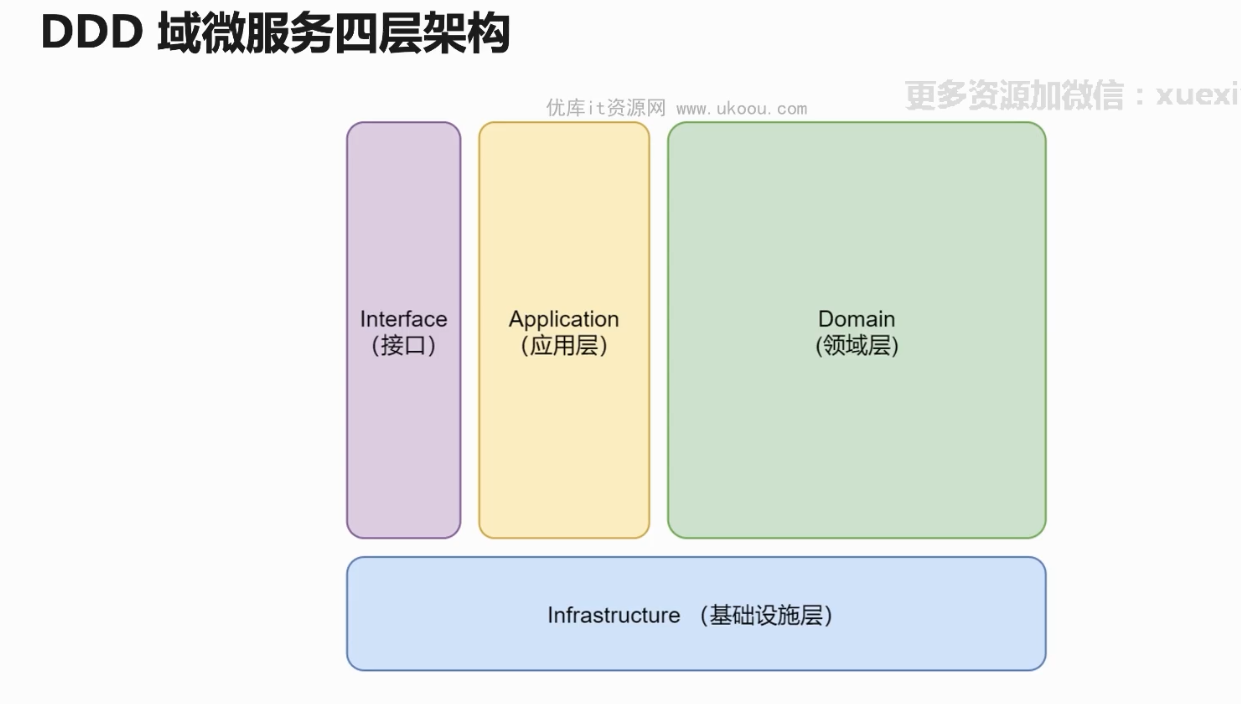 DDD 域微服务四层架构
更多资源加微信：xuexi
优库it资源网 www.ukoou.com
Interface
（接口）
Application
（应用层）
Domain
(领域层)
Infrastructure （基础设施层）